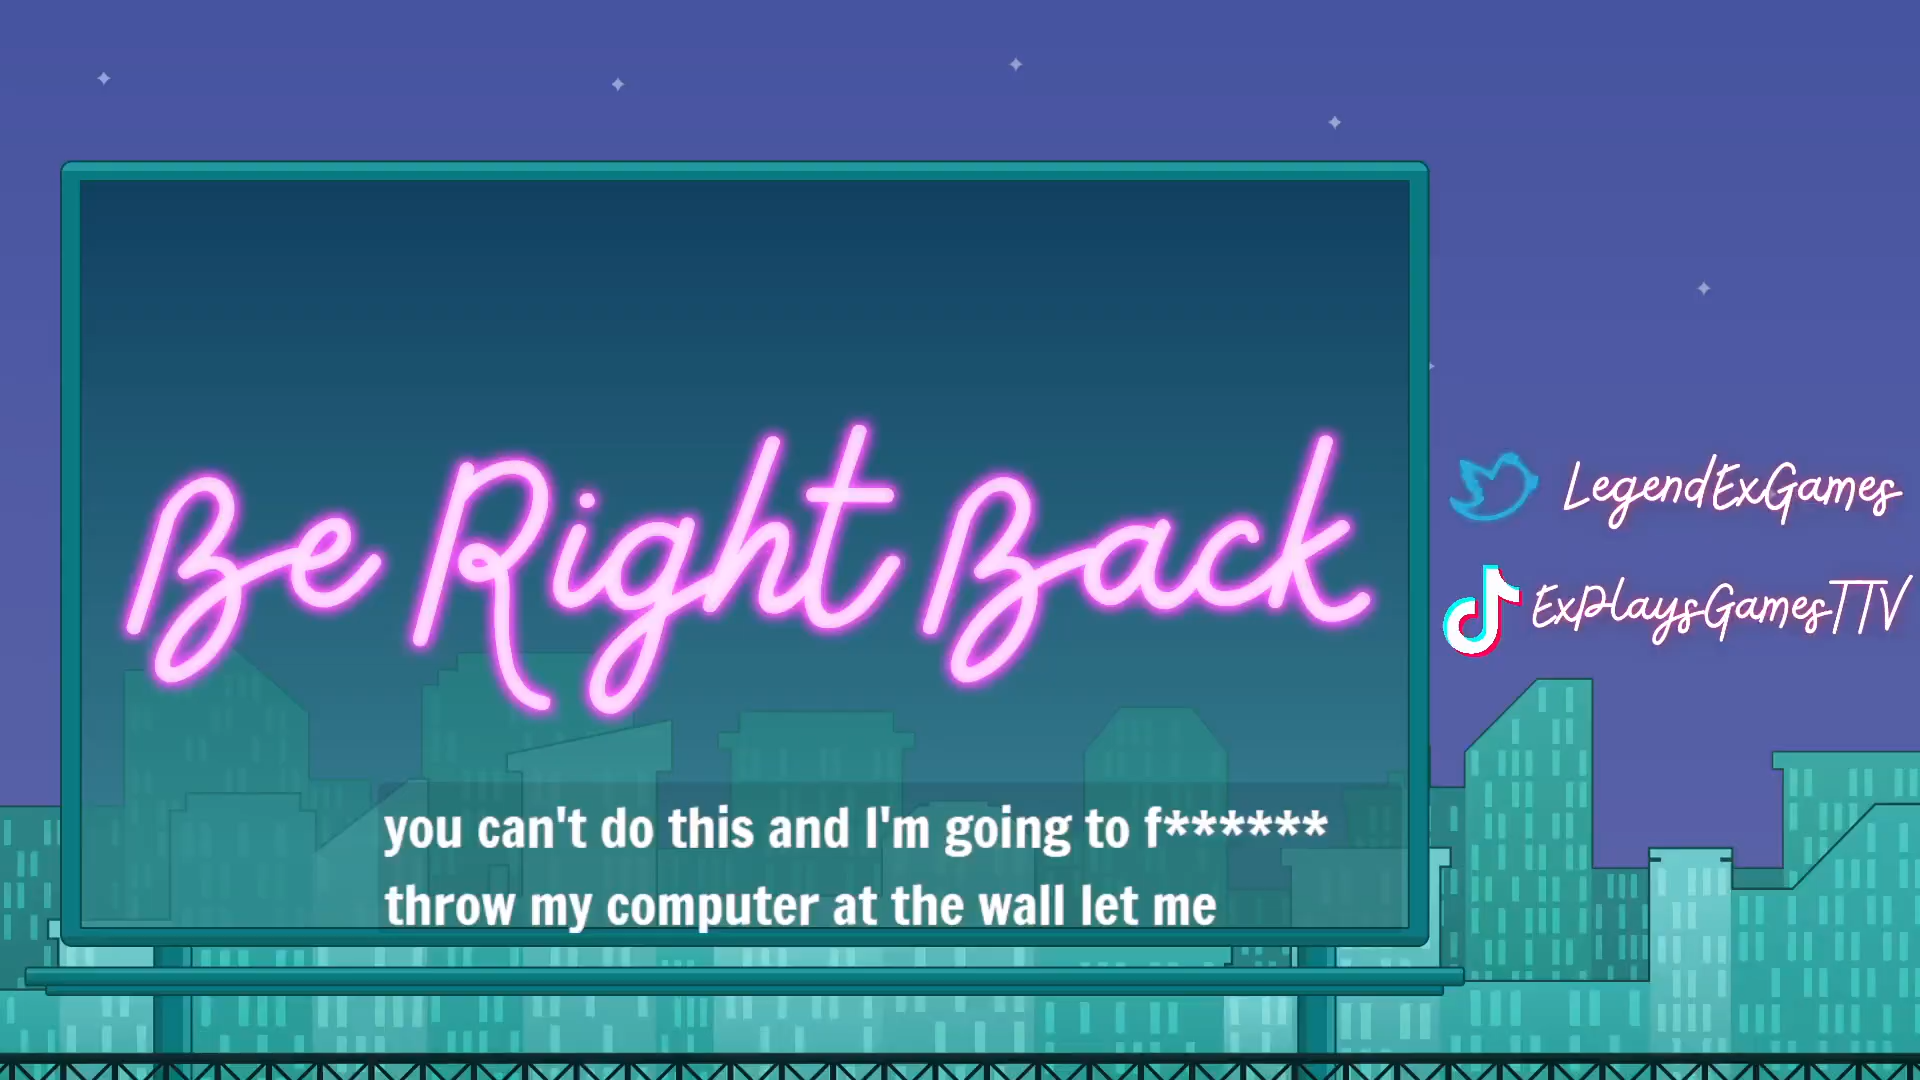 Be Right Back
LegendExGames
ExPlaysGamesTTV
you can't do this and I'm going to f******
throw my computer at the wall let me